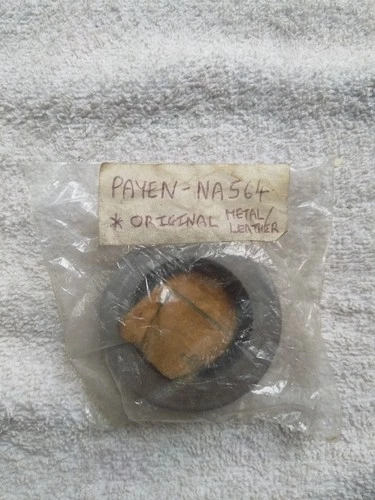 PAYEN = NA564
* ORIGINAL METAL/
LEATHER